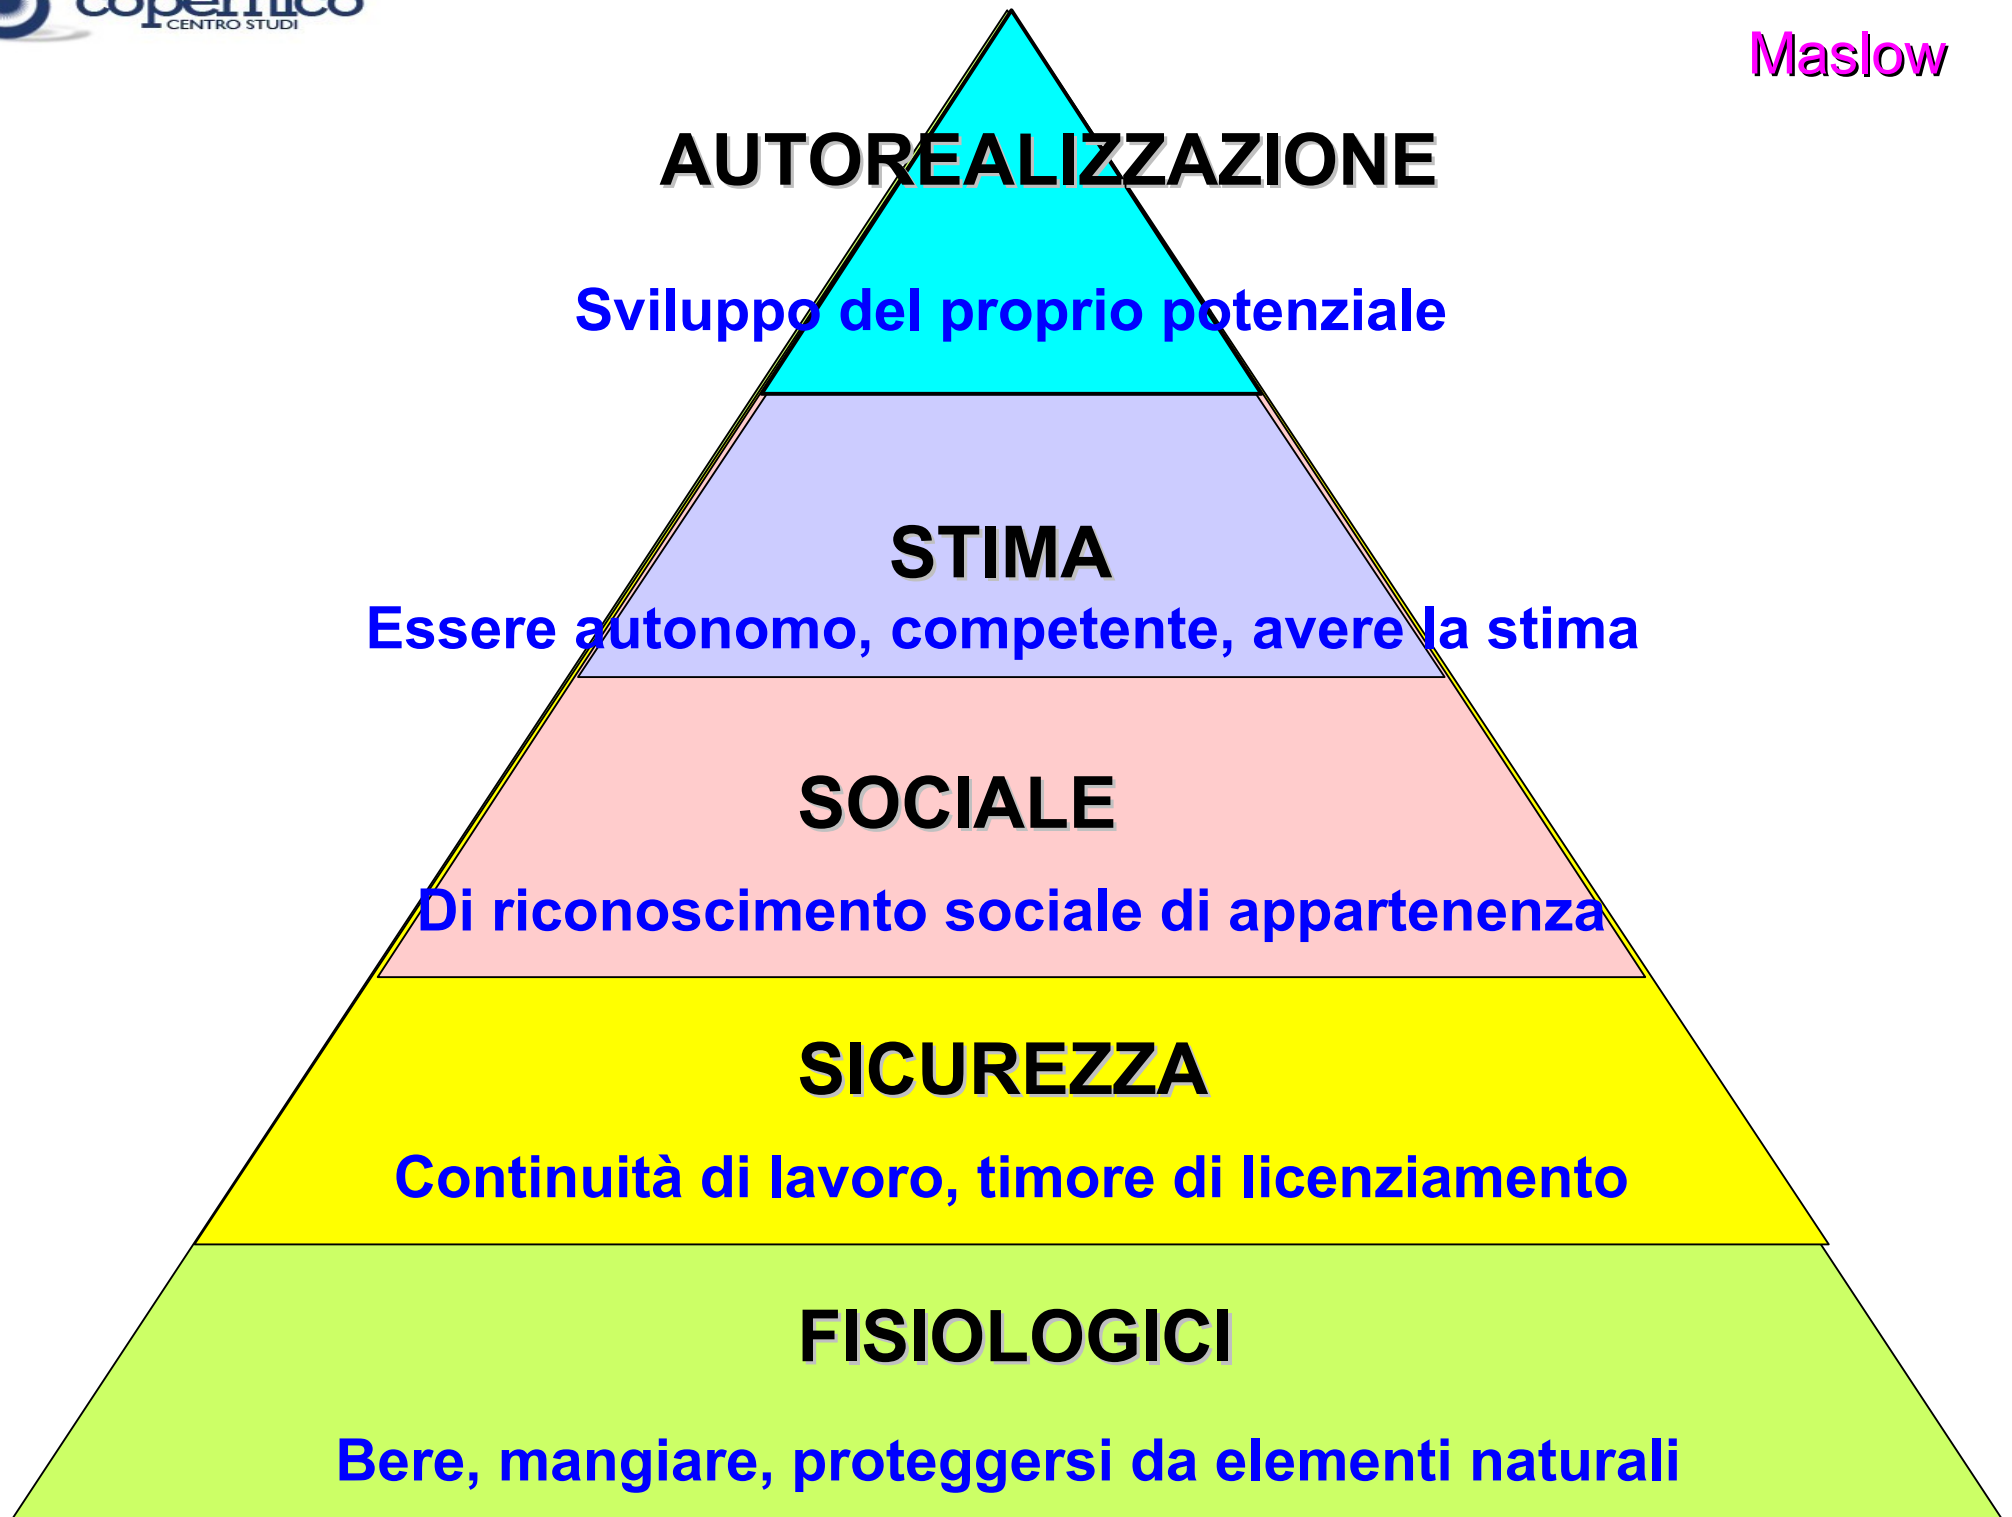 copernico
CENTRO STUDI
Maslow
AUTOREALIZZAZIONE
Sviluppo del proprio potenziale
STIMA
Essere autonomo, competente, avere la stima
SOCIALE
Di riconoscimento sociale di appartenenza
SICUREZZA
Continuità di lavoro, timore di licenziamento
FISIOLOGICI
Bere, mangiare, proteggersi da elementi naturali